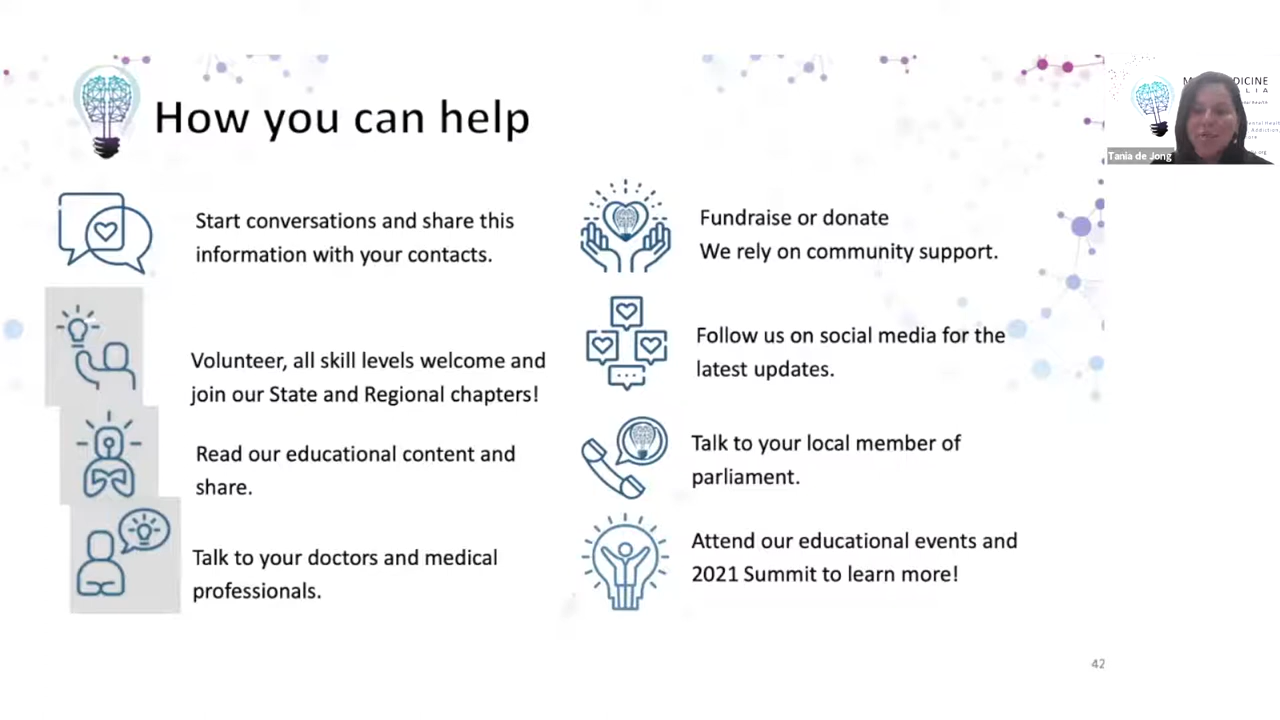 How you can help
Start conversations and share this
information with your contacts.
Volunteer, all skill levels welcome and
join our State and Regional chapters!
Read our educational content and
share.
Talk to your doctors and medical
professionals.
Fundraise or donate
We rely on community support.
Follow us on social media for the
latest updates.
Talk to your local member of
parliament.
Attend our educational events and
2021 Summit to learn more!
42
Tania de Jong